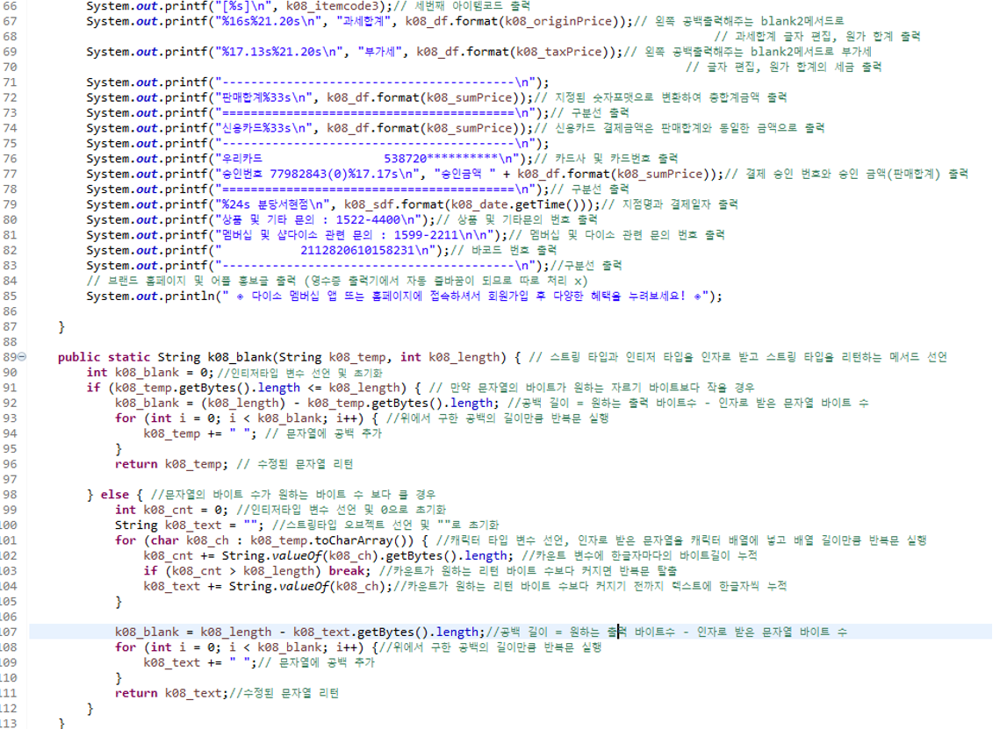 66 System.out.printf("[%s]\n", k08_itemcode3);// 세번째 아이템코드 출력
67 System.out.printf("%16s%21.20s\n", "과세합계", k08_df.format(k08_originPrice));// 왼쪽 공백출력해주는 blank2메서드로
68 // 과세합계 글자 편집, 원가 합계 출력
69 System.out.printf("%17.13s%21.20s\n", "부가세", k08_df.format(k08_taxPrice));// 왼쪽 공백출력해주는 blank2메서드로 부가세
70 // 글자 편집, 원가 합계의 세금 출력
71 System.out.printf("-----------------------------------------\n");
72 System.out.printf("판매합계%33s\n", k08_df.format(k08_sumPrice));// 지정된 숫자포맷으로 변환하여 총합계금액 출력
73 System.out.printf("=========================================\n");// 구분선 출력
74 System.out.printf("신용카드%33s\n", k08_df.format(k08_sumPrice));// 신용카드 결제금액은 판매합계와 동일한 금액으로 출력
75 System.out.printf("-----------------------------------------\n");
76 System.out.printf("우리카드                 538720**********\n");// 카드사 및 카드번호 출력
77 System.out.printf("승인번호 77982843(0)%17.17s\n", "승인금액 " + k08_df.format(k08_sumPrice));// 결제 승인 번호와 승인 금액(판매합계) 출력
78 System.out.printf("=========================================\n");// 구분선 출력
79 System.out.printf("%24s 분당서현점\n", k08_sdf.format(k08_date.getTime()));// 지점명과 결제일자 출력
80 System.out.printf("상품 및 기타 문의 : 1522-4400\n");// 상품 및 기타문의 번호 출력
81 System.out.printf("멤버십 및 샵다이소 관련 문의 : 1599-2211\n\n");// 멤버십 및 다이소 관련 문의 번호 출력
82 System.out.printf("           2112820610158231\n");// 바코드 번호 출력
83 System.out.printf("-----------------------------------------\n");//구분선 출력
84 // 브랜드 홈페이지 및 어플 홍보글 출력 (영수증 출력기에서 자동 줄바꿈이 되므로 따로 처리 x)
85 System.out.println(" ◈ 다이소 멤버십 앱 또는 홈페이지에 접속하셔서 회원가입 후 다양한 혜택을 누려보세요! ◈");
86
87 }
88
89 public static String k08_blank(String k08_temp, int k08_length) { // 스트링 타입과 인티저 타입을 인자로 받고 스트링 타입을 리턴하는 메서드 선언
90 int k08_blank = 0;//인티저타입 변수 선언 및 초기화
91 if (k08_temp.getBytes().length <= k08_length) { // 만약 문자열의 바이트가 원하는 자르기 바이트보다 작을 경우
92 k08_blank = (k08_length) - k08_temp.getBytes().length; //공백 길이 = 원하는 출력 바이트수 - 인자로 받은 문자열 바이트 수
93 for (int i = 0; i < k08_blank; i++) { //위에서 구한 공백의 길이만큼 반복문 실행
94 k08_temp += " "; // 문자열에 공백 추가
95 }
96 return k08_temp; // 수정된 문자열 리턴
97
98 } else { //문자열의 바이트 수가 원하는 바이트 수 보다 클 경우
99 int k08_cnt = 0; //인티저타입 변수 선언 및 0으로 초기화
100 String k08_text = ""; //스트링타입 오브젝트 선언 및 ""로 초기화
101 for (char k08_ch : k08_temp.toCharArray()) { //캐릭터 타입 변수 선언, 인자로 받은 문자열을 캐릭터 배열에 넣고 배열 길이만큼 반복문 실행
102 k08_cnt += String.valueOf(k08_ch).getBytes().length; //카운트 변수에 한글자마다의 바이트길이 누적
103 if (k08_cnt > k08_length) break; //카운트가 원하는 리턴 바이트 수보다 커지면 반복문 탈출
104 k08_text += String.valueOf(k08_ch);//카운트가 원하는 리턴 바이트 수보다 커지기 전까지 텍스트에 한글자씩 누적
105 }
106
107 k08_blank = k08_length - k08_text.getBytes().length;//공백 길이 = 원하는 출력 바이트수 - 인자로 받은 문자열 바이트 수
108 for (int i = 0; i < k08_blank; i++) {//위에서 구한 공백의 길이만큼 반복문 실행
109 k08_text += " ";// 문자열에 공백 추가
110 }
111 return k08_text;//수정된 문자열 리턴
112 }
113 }